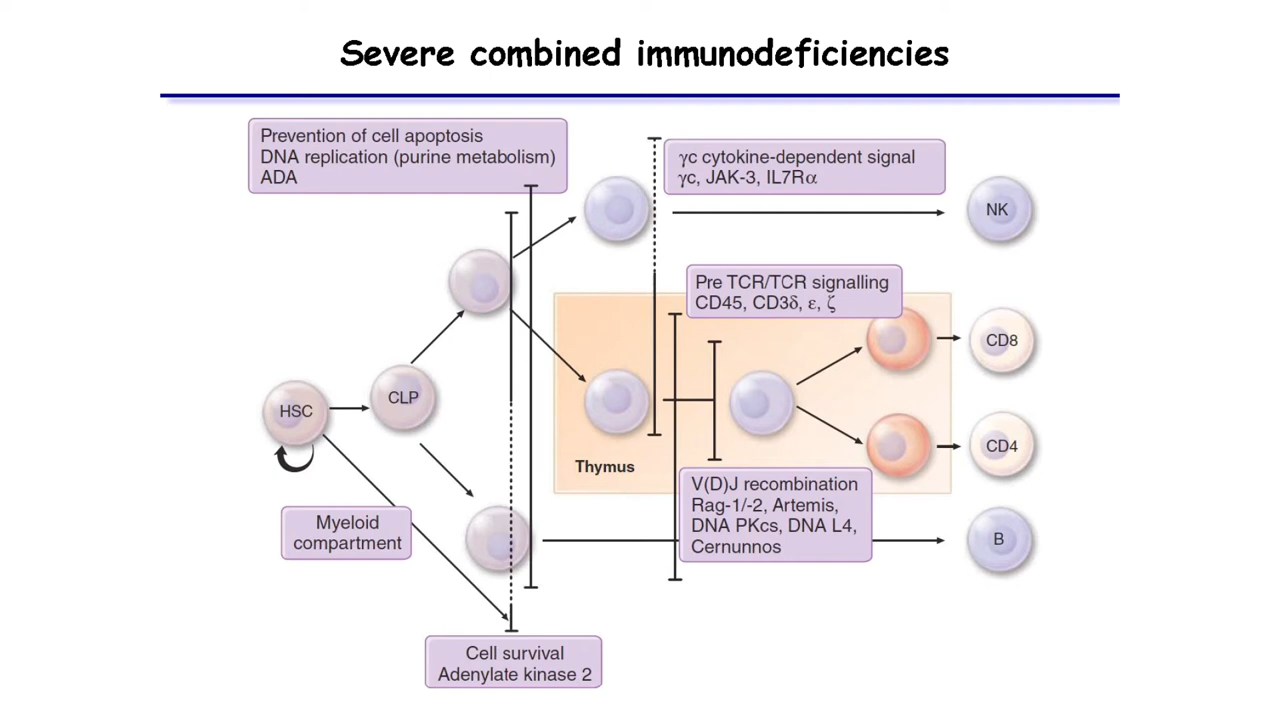 Severe combined immunodeficiencies
Prevention of cell apoptosis
DNA replication (purine metabolism)
ADA
γc cytokine-dependent signal
γc, JAK-3, IL7Rα
NK
Pre TCR/TCR signalling
CD45, CD3δ, ε, ζ
CD8
HSC
CLP
CD4
Thymus
V(D)J recombination
Rag-1/-2, Artemis,
DNA PKcs, DNA L4,
Cernunnos
Myeloid
compartment
B
Cell survival
Adenylate kinase 2